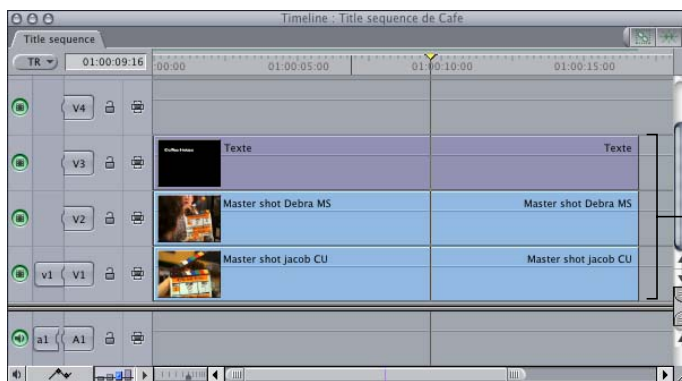 Timeline : Title sequence de Cafe
Title sequence
TR 01:00:09:16 :00:00 01:00:05:00 01:00:10:00 01:00:15:00
V4
V3 Texte Texte
V2 Master shot Debra MS Master shot Debra MS
v1 V1 Master shot jacob CU Master shot jacob CU
a1 A1